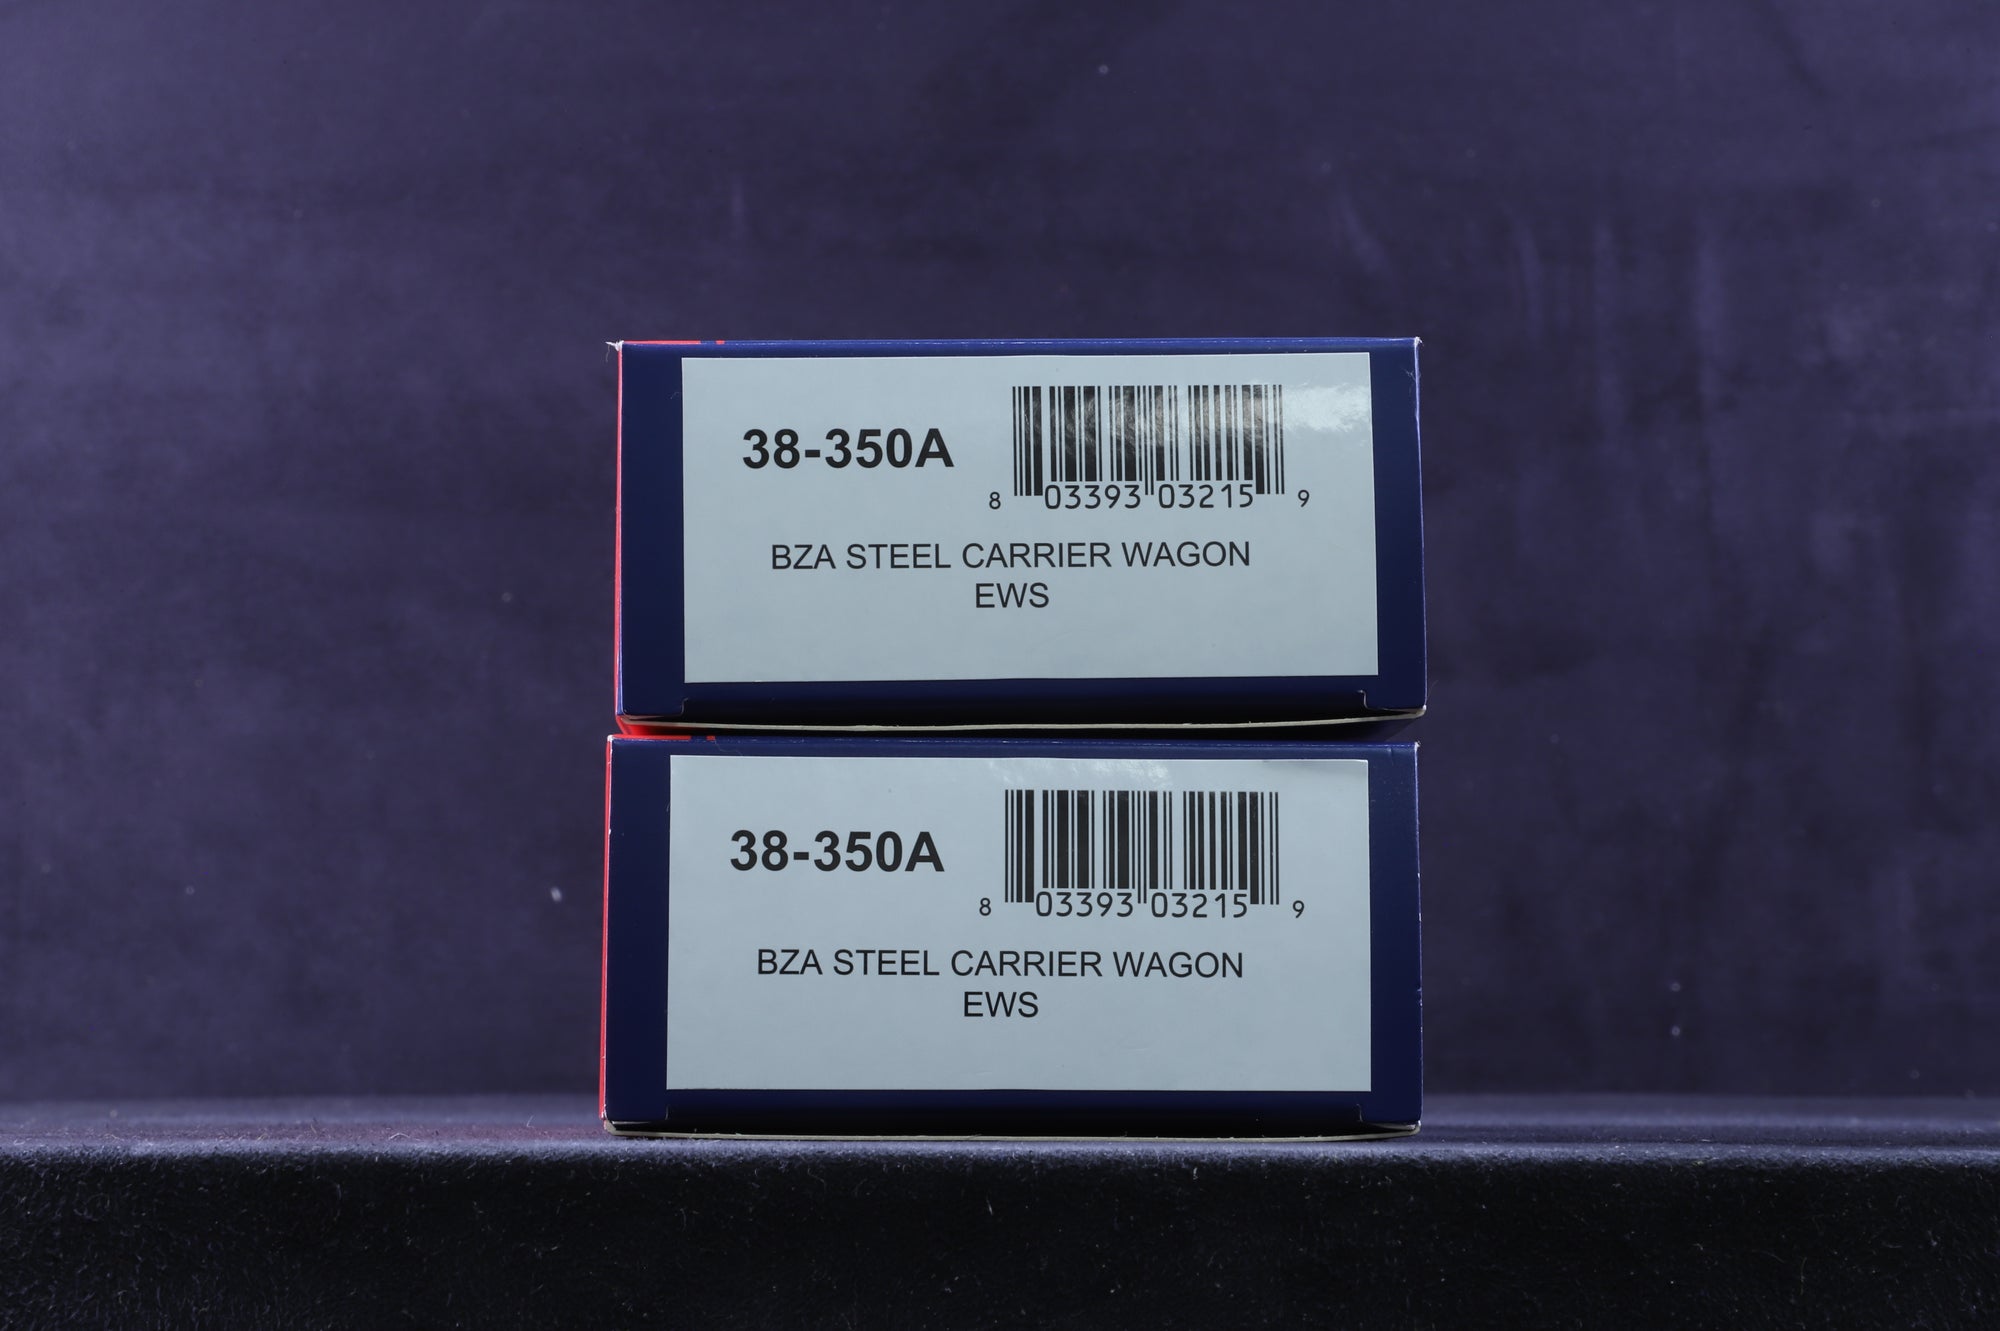 38-350A
8 03393 03215 9
BZA STEEL CARRIER WAGON
EWS
38-350A
8 03393 03215 9
BZA STEEL CARRIER WAGON
EWS